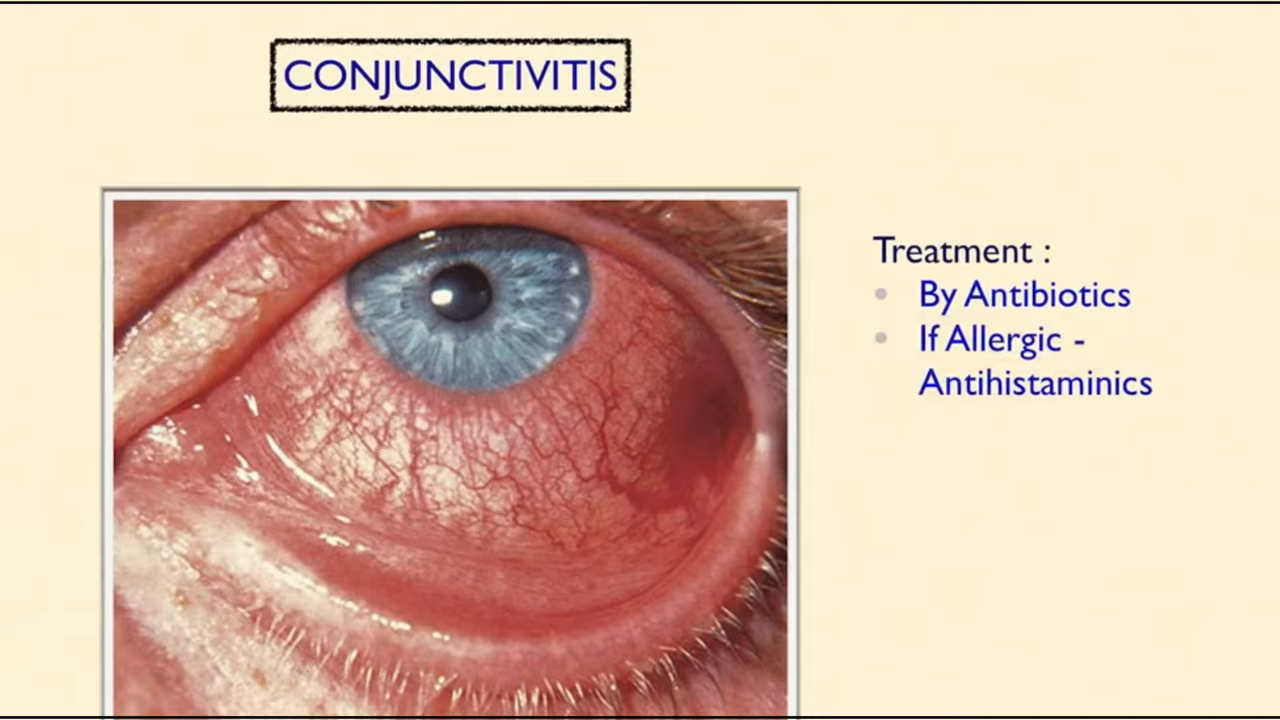 CONJUNCTIVITIS
Treatment :
• By Antibiotics
• If Allergic -
Antihistaminics